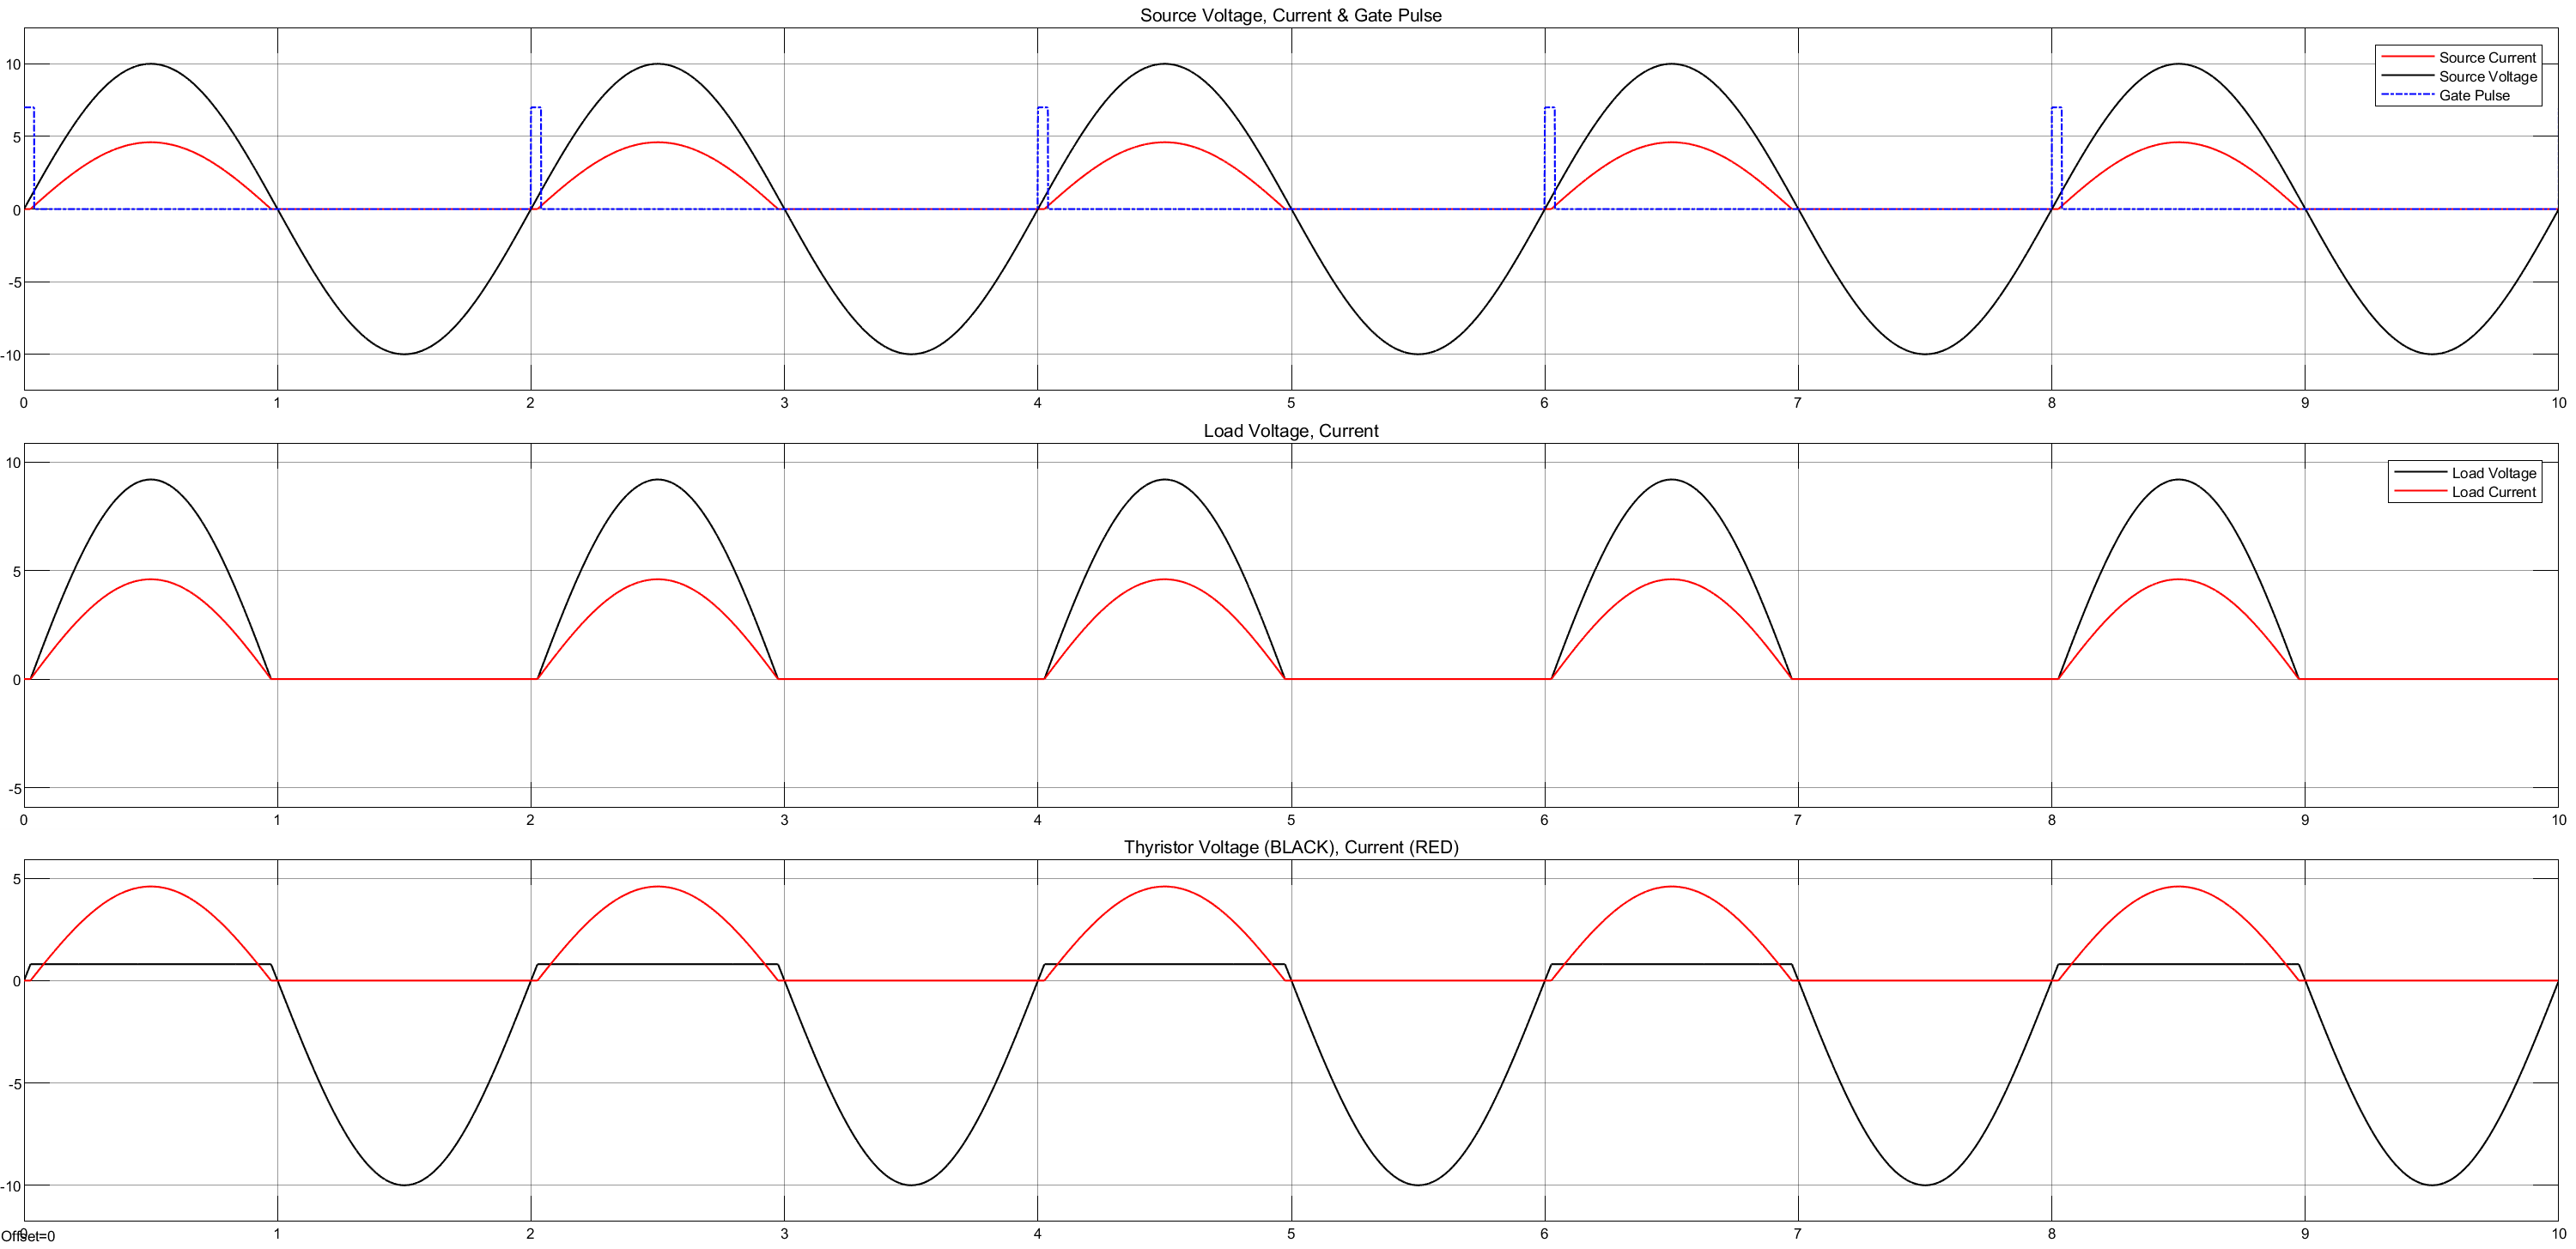 Source Voltage, Current & Gate Pulse
Source Current
Source Voltage
Gate Pulse
10
5
0
-5
-10
0 1 2 3 4 5 6 7 8 9 10
Load Voltage, Current
Load Voltage
Load Current
10
5
0
-5
0 1 2 3 4 5 6 7 8 9 10
Thyristor Voltage (BLACK), Current (RED)
5
0
-5
-10
0 1 2 3 4 5 6 7 8 9 10
Offset=0